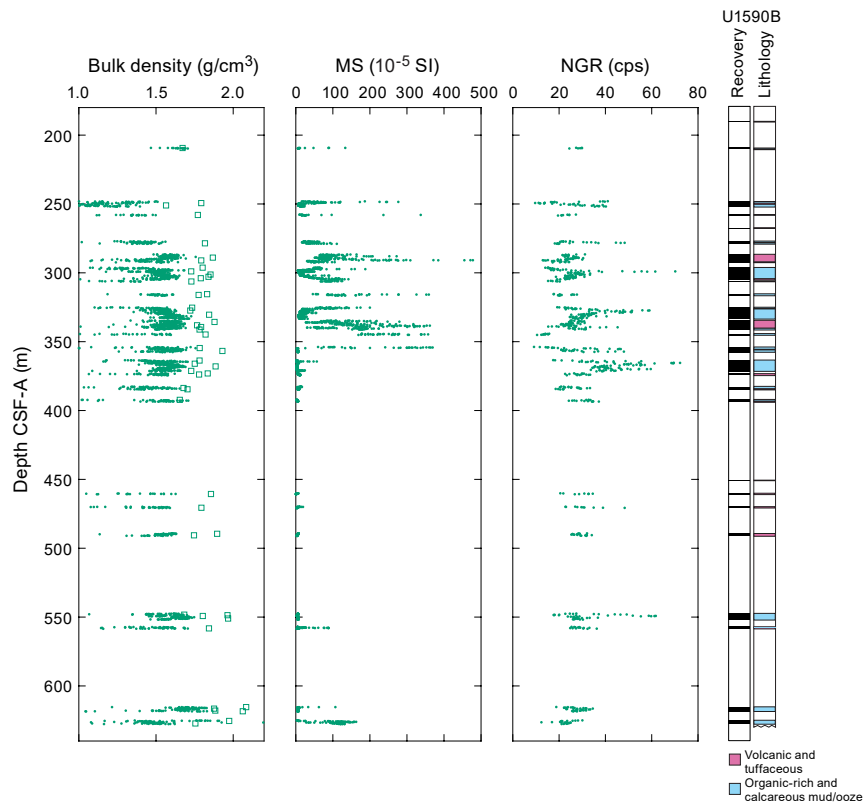 U1590B
Recovery
Lithology
Bulk density (g/cm³)
MS (10⁻⁵ SI)
NGR (cps)
1.0 1.5 2.0
0 100 200 300 400 500
0 20 40 60 80
Depth CSF-A (m)
200
250
300
350
400
450
500
550
600
Volcanic and
tuffaceous
Organic-rich and
calcareous mud/ooze